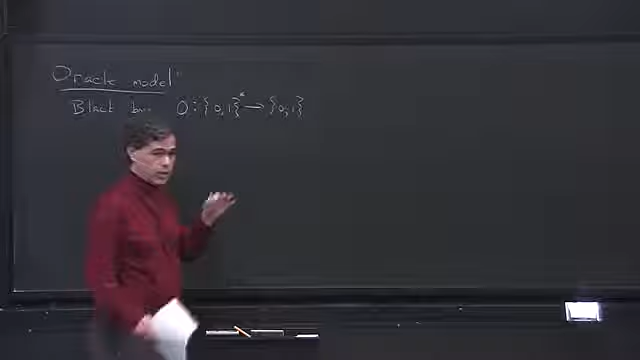 Oracle model
Black box O : {0,1}* → {0,1}